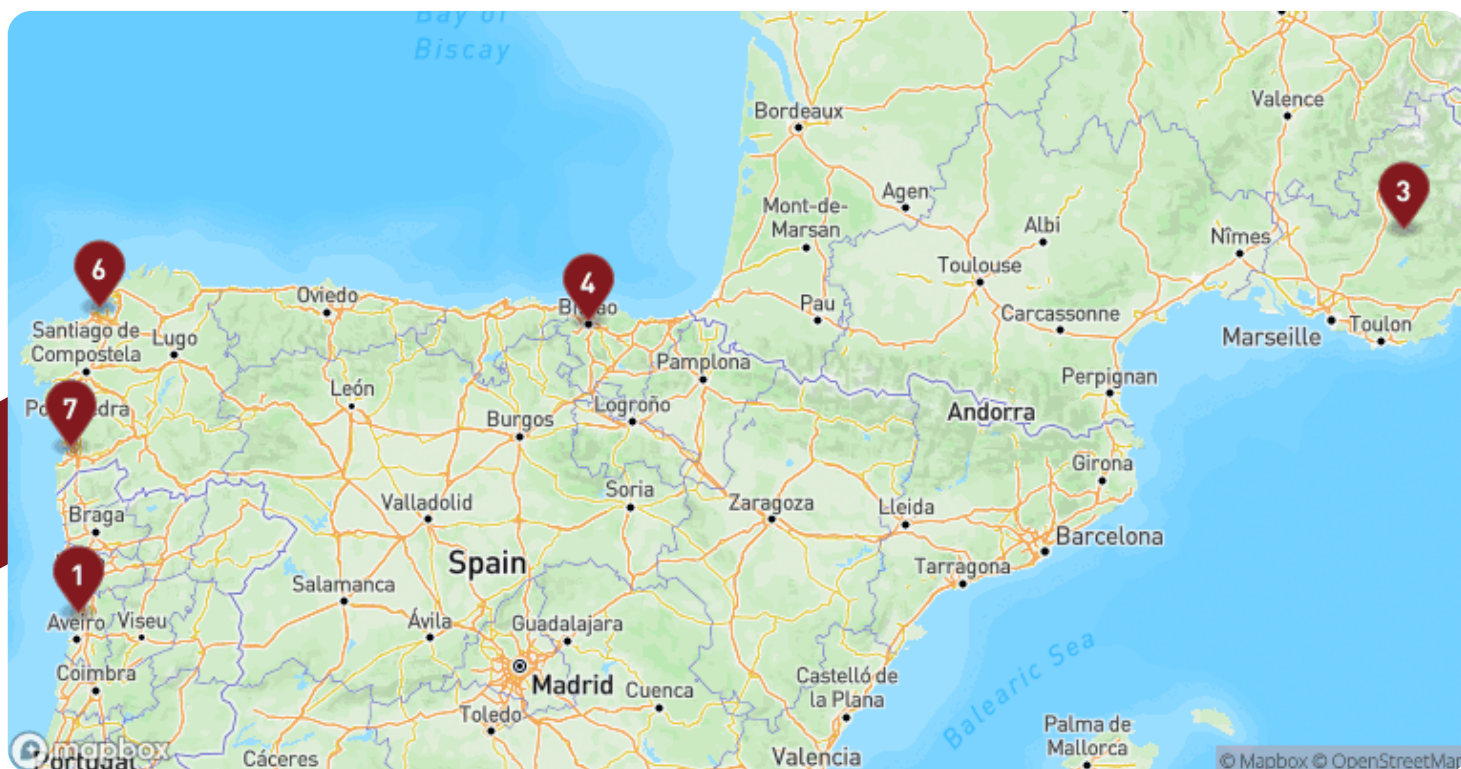 Bay of
Biscay
Valence
Bordeaux
3
Agen
Mont-de-
Marsan
Albi
Nîmes
Toulouse
6
4
Oviedo
Pau
Carcassonne
Santiago de
Compostela
Lugo
Marseille
Toulon
Pamplona
León
Perpignan
7
Logroño
Andorra
Burgos
Girona
Soria
Valladolid
Zaragoza
Lleida
Braga
Barcelona
Spain
Tarragona
1
Salamanca
Aveiro
Viseu
Ávila
Guadalajara
Coimbra
Balearic Sea
Castelló de
la Plana
Madrid
Cuenca
Toledo
Palma de
Mallorca
mapbox
Portugal
Cáceres
Valencia
© Mapbox © OpenStreetMap